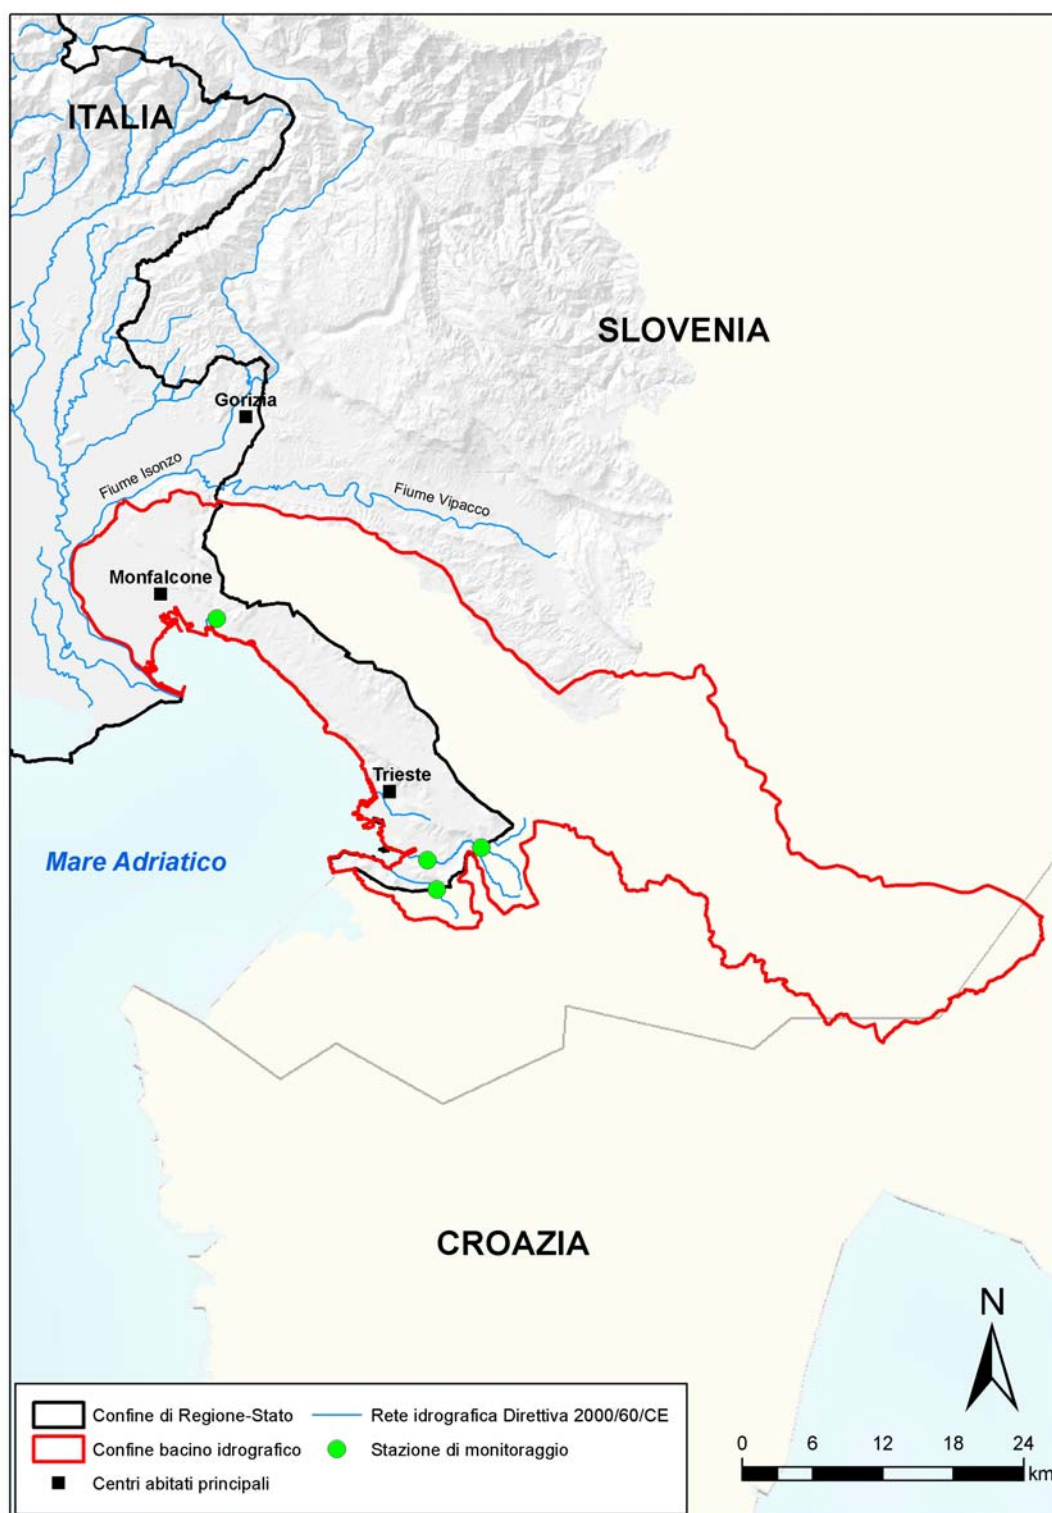 ITALIA
SLOVENIA
Gorizia
Fiume Isonzo
Fiume Vipacco
Monfalcone
Trieste
Mare Adriatico
CROAZIA
N
Confine di Regione-Stato
Rete idrografica Direttiva 2000/60/CE
Confine bacino idrografico
Stazione di monitoraggio
Centri abitati principali
0 6 12 18 24
km